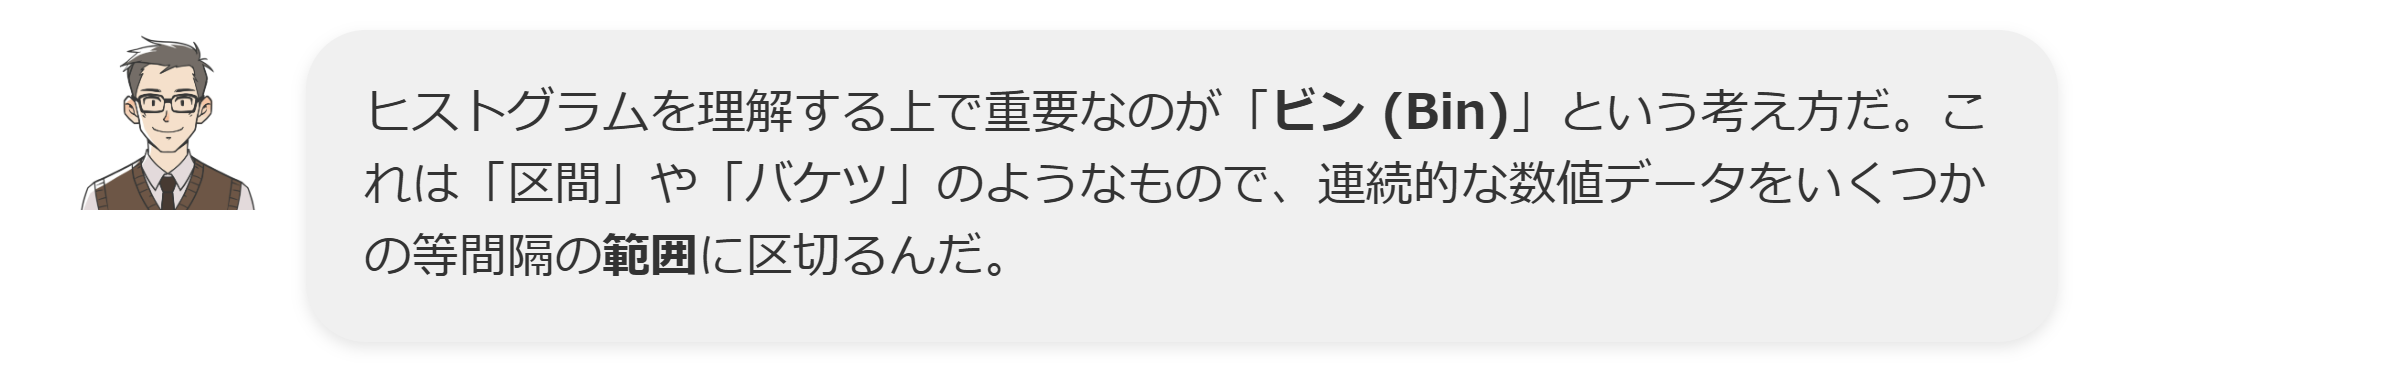 ヒストグラムを理解する上で重要なのが「ビン (Bin)」という考え方だ。こ
れは「区間」や「バケツ」のようなもので、連続的な数値データをいくつか
の等間隔の範囲に区切るんだ。